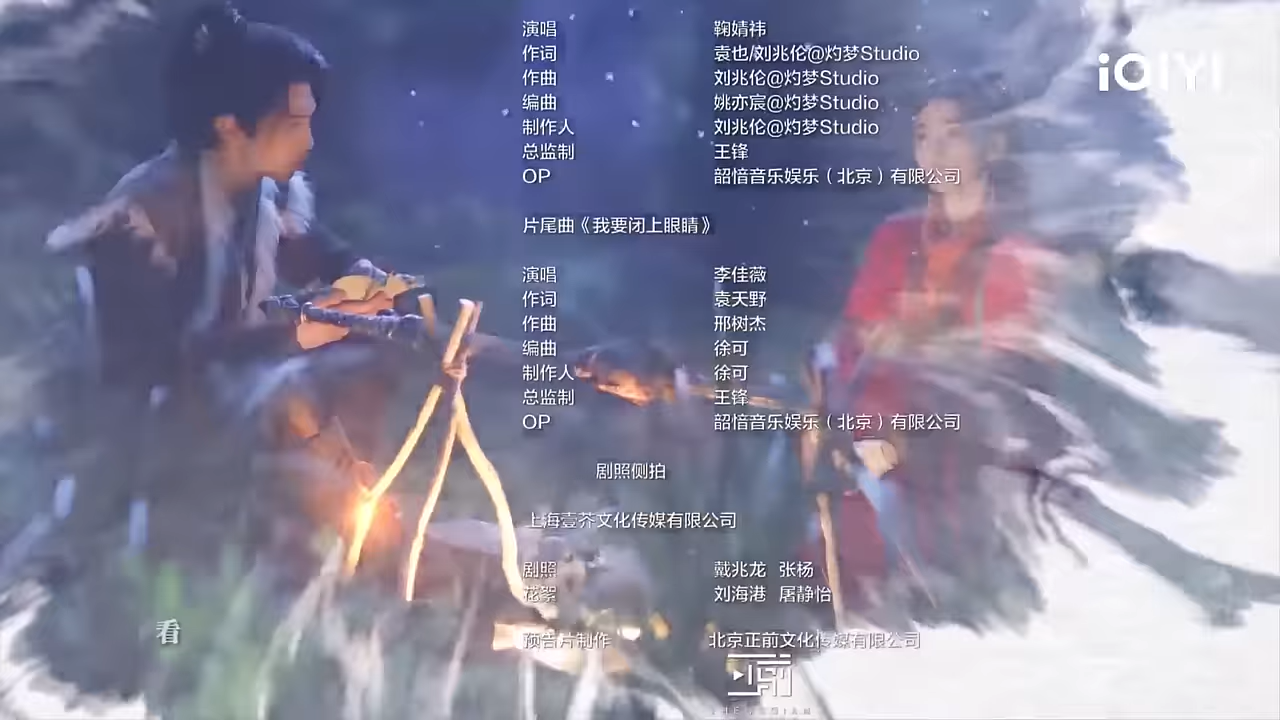 演唱 鞠婧祎
作词 袁也/刘兆伦@灼梦Studio
作曲 刘兆伦@灼梦Studio
编曲 姚亦宸@灼梦Studio
制作人 刘兆伦@灼梦Studio
总监制 王锋
OP 韶愔音乐娱乐（北京）有限公司
iQIYI
片尾曲《我要闭上眼睛》
演唱 李佳薇
作词 袁天野
作曲 邢树杰
编曲 徐可
制作人 徐可
总监制 王锋
OP 韶愔音乐娱乐（北京）有限公司
剧照侧拍
上海壹芥文化传媒有限公司
剧照 戴兆龙 张杨
花絮 刘海港 屠静怡
看
预告片制作 北京正前文化传媒有限公司
正前